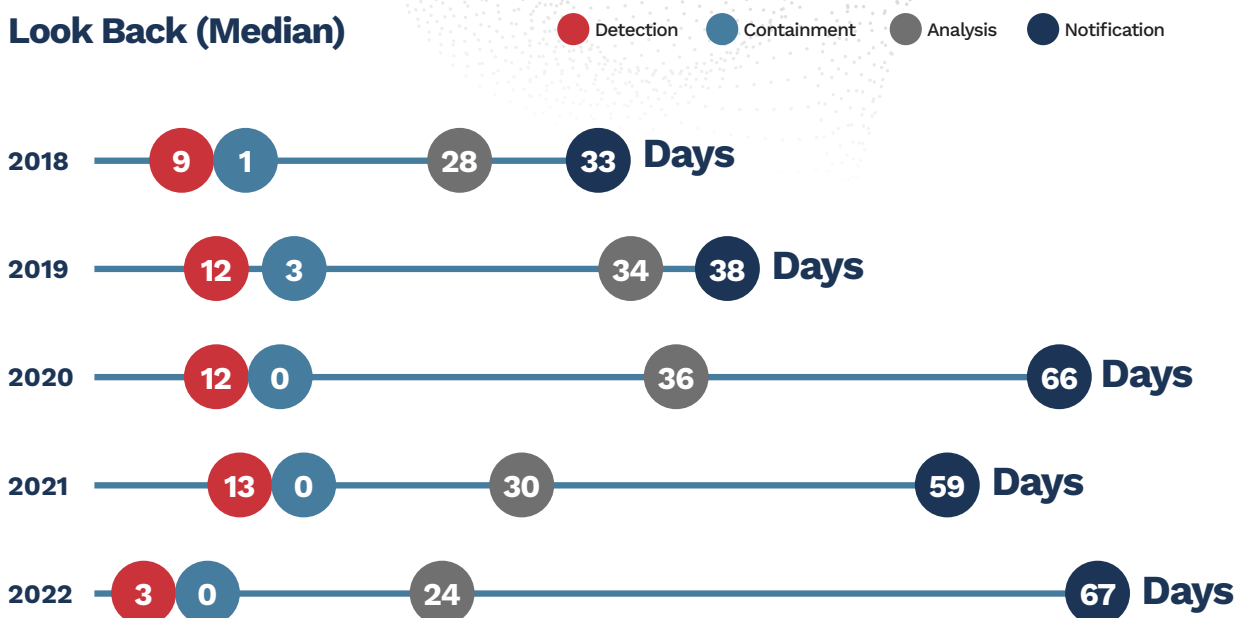 Look Back (Median)
Detection Containment Analysis Notification
2018 9 1 28 33 Days
2019 12 3 34 38 Days
2020 12 0 36 66 Days
2021 13 0 30 59 Days
2022 3 0 24 67 Days